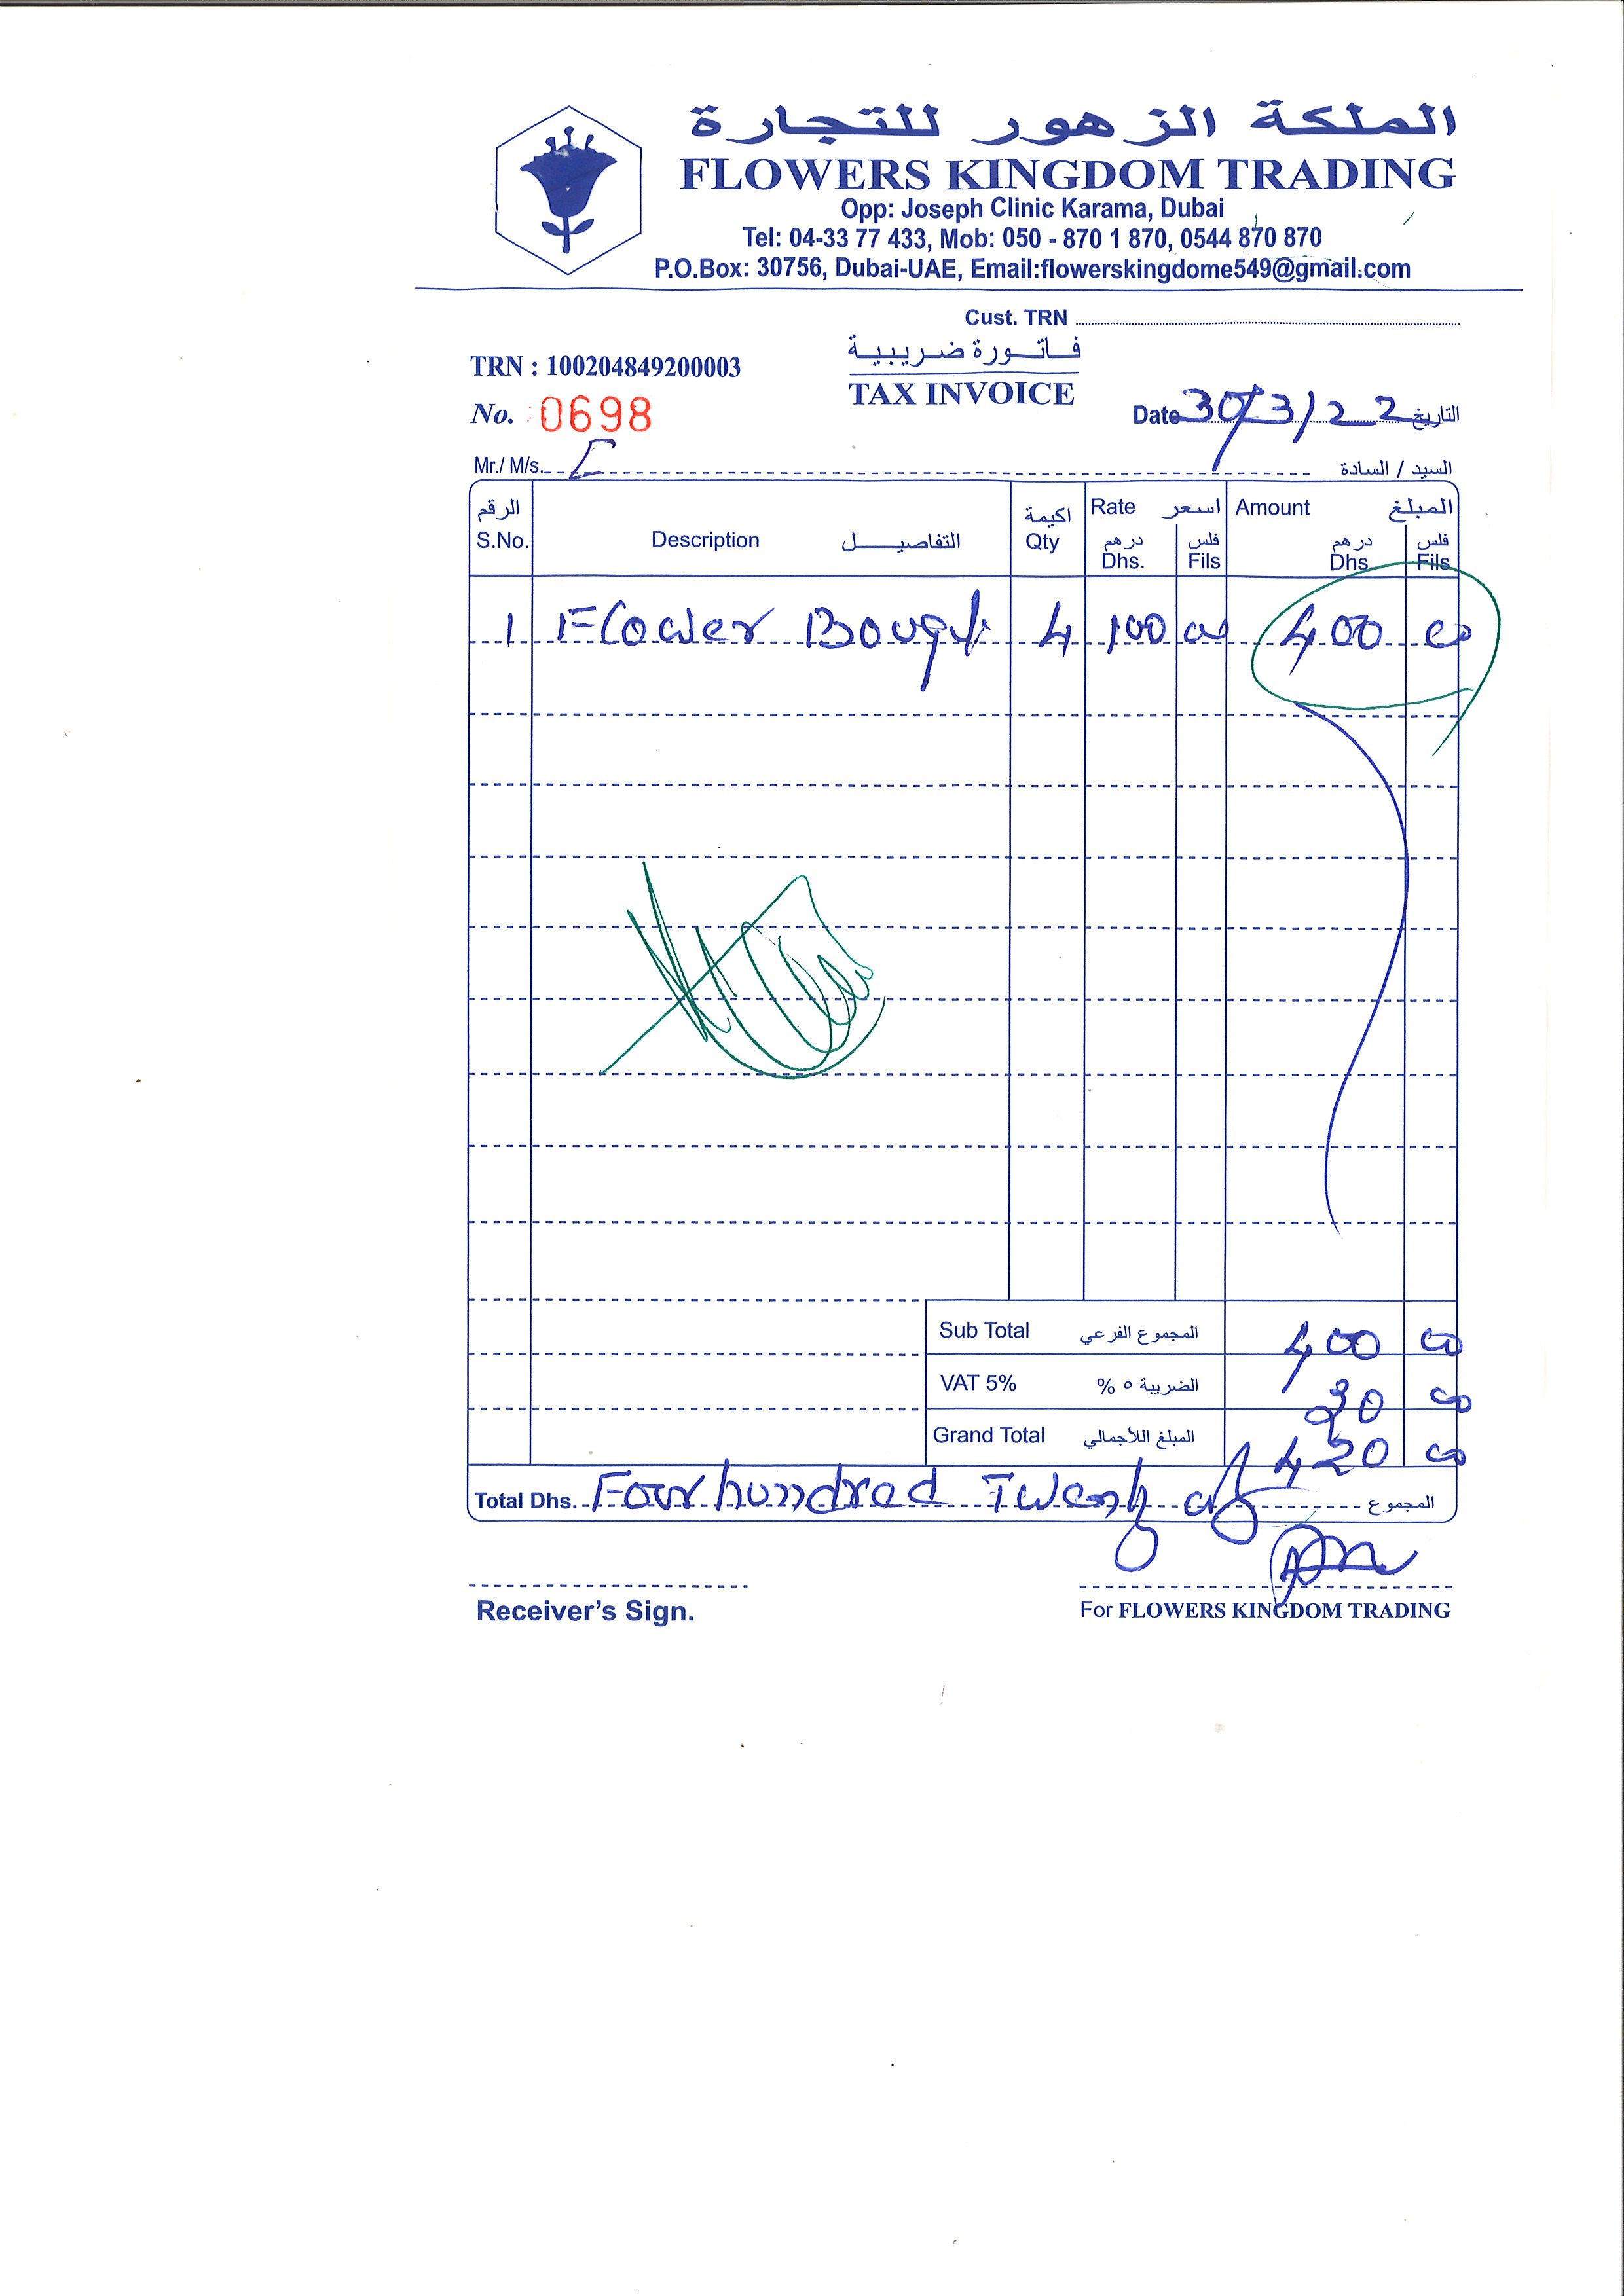 الملكة الزهور للتجارة
FLOWERS KINGDOM TRADING
Opp: Joseph Clinic Karama, Dubai
Tel: 04-33 77 433, Mob: 050 - 870 1 870, 0544 870 870
P.O.Box: 30756, Dubai-UAE, Email:flowerskingdome549@gmail.com
Cust. TRN
فاتورة ضريبية
TRN : 100204849200003
TAX INVOICE
No. 0698
Date 30/3/22 التاريخ
Mr./ M/s. السيد / السادة
الرقم اكيمة Rate اسعر Amount المبلغ
S.No. Description التفاصيل Qty درهم فلس درهم فلس
Dhs. Fils Dhs. Fils
1 Flower 4 100 00 400 00
Sub Total المجموع الفرعي 400 00
VAT 5% الضريبة ٥ % 20 00
Grand Total المبلغ اللأجمالي 420 00
Total Dhs. Four hundred Twenty المجموع
Receiver's Sign.
For FLOWERS KINGDOM TRADING